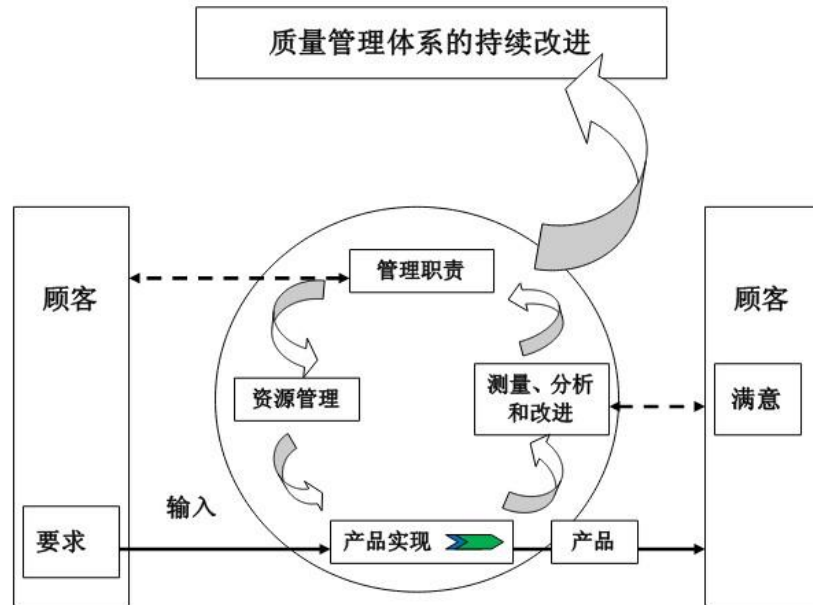 质量管理体系的持续改进
管理职责
顾客
顾客
资源管理
测量、分析
和改进
满意
输入
要求
产品实现
产品